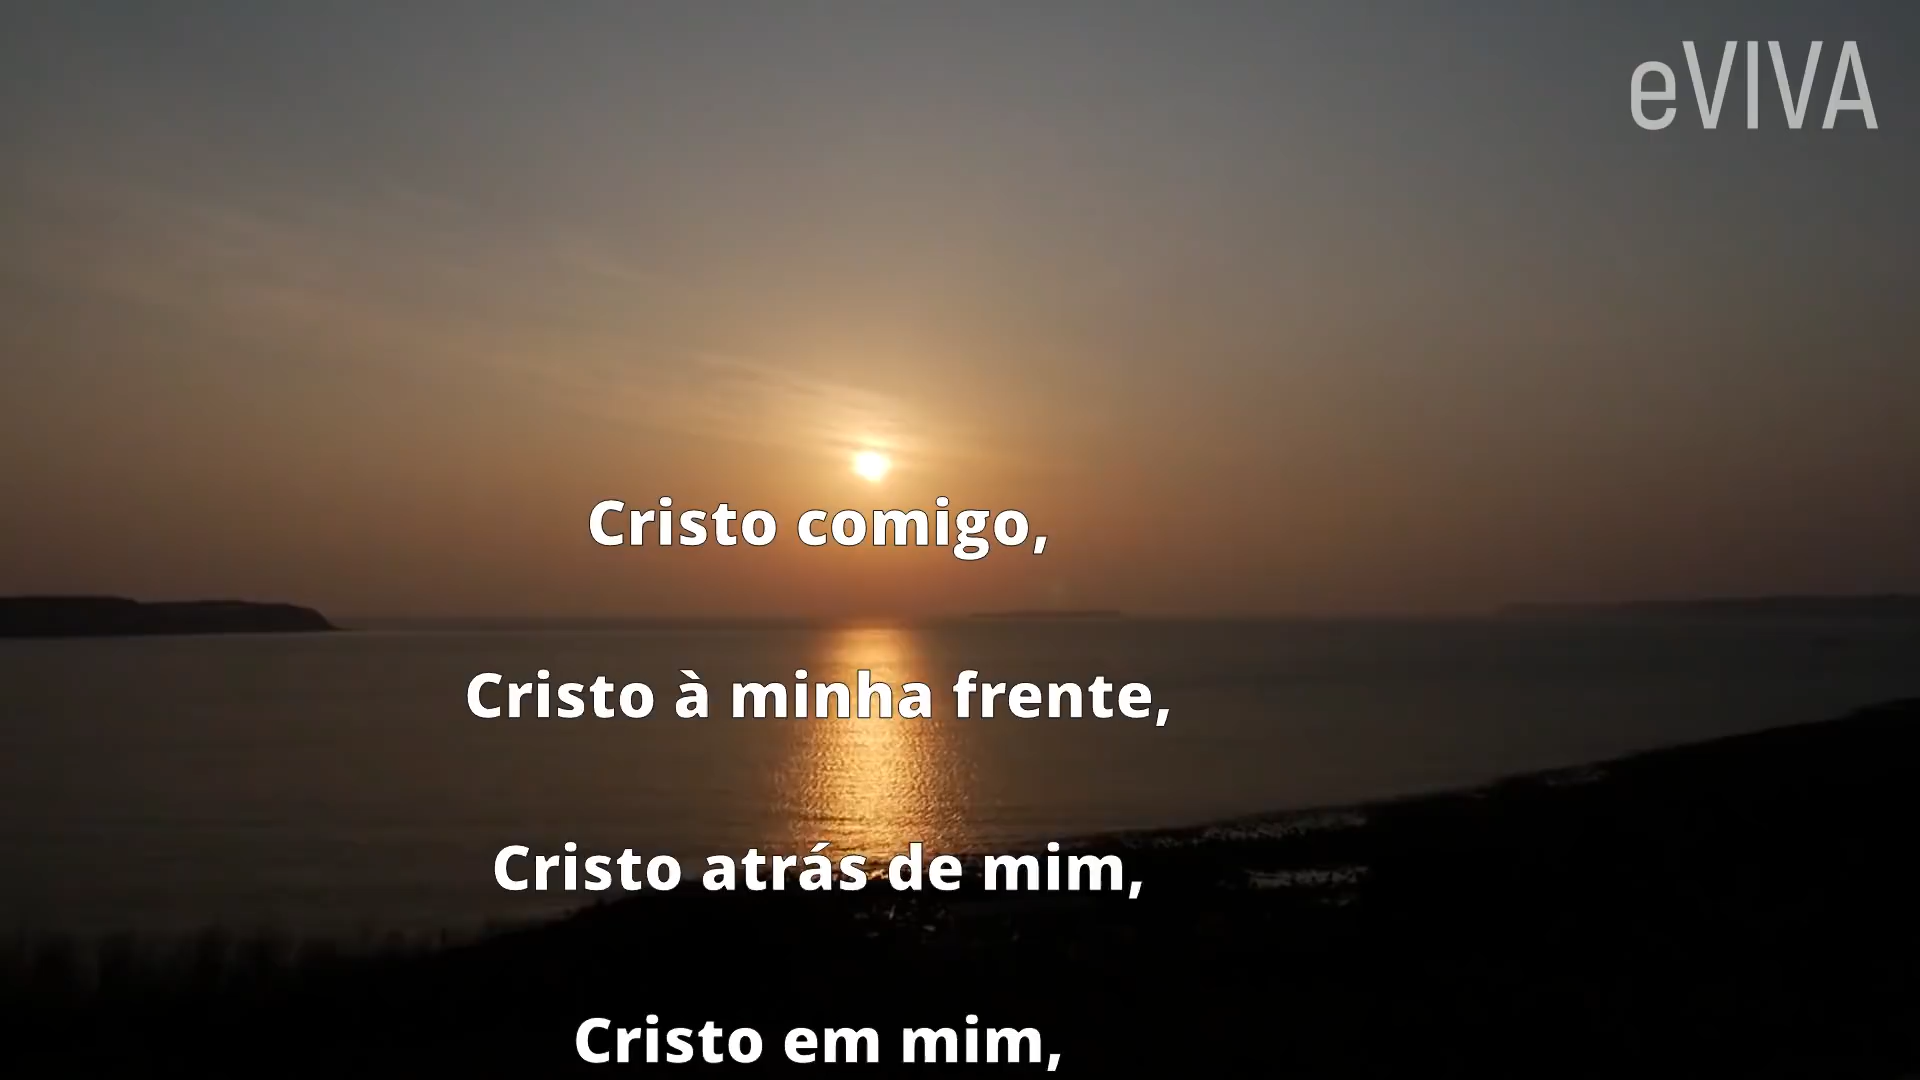 eVIVA
Cristo comigo,
Cristo à minha frente,
Cristo atrás de mim,
Cristo em mim,